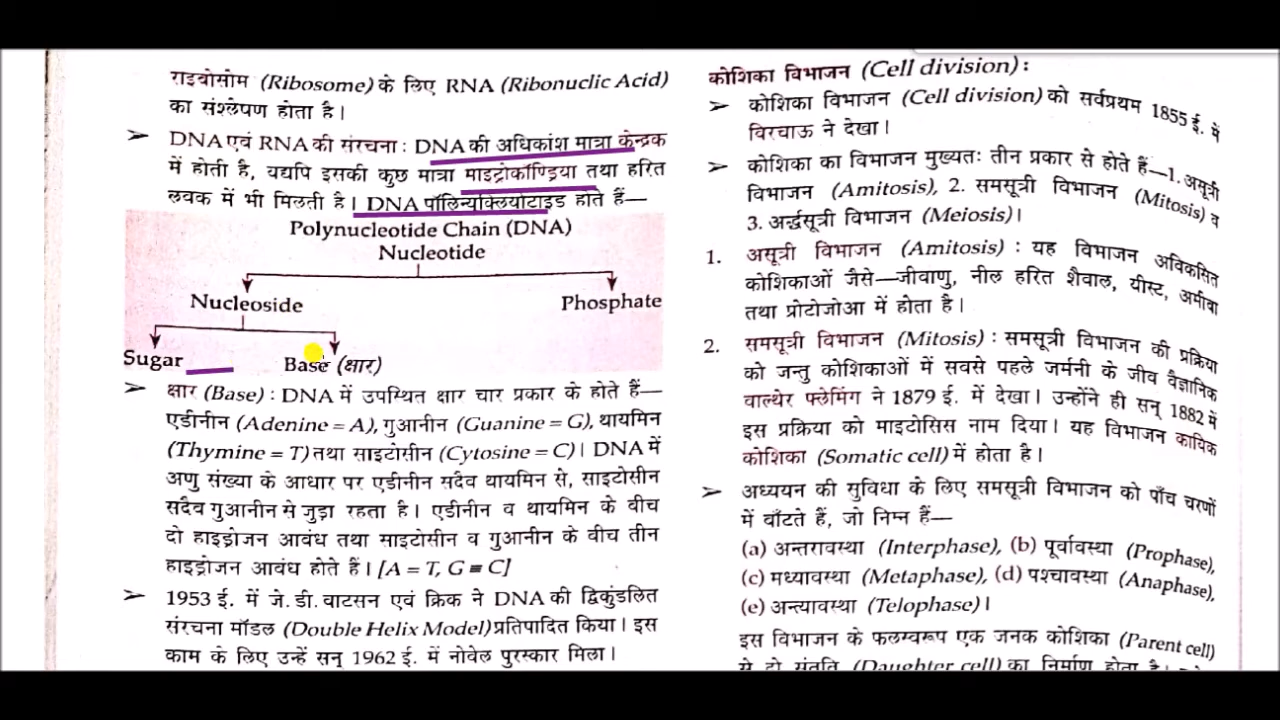 राइबोसोम (Ribosome) के लिए RNA (Ribonuclic Acid)
का संश्लेषण होता है।
➢ DNA एवं RNA की संरचना : DNA की अधिकांश मात्रा केन्द्रक
में होती है, यद्यपि इसकी कुछ मात्रा माइट्रोकॉण्ड्रिया तथा हरित
लवक में भी मिलती है। DNA पॉलिन्यक्लियोटाइड होते हैं—
Polynucleotide Chain (DNA)
Nucleotide
Nucleoside Phosphate
Sugar Base (क्षार)
➢ क्षार (Base) : DNA में उपस्थित क्षार चार प्रकार के होते हैं—
एडीनीन (Adenine = A), गुआनीन (Guanine = G), थायमिन
(Thymine = T) तथा साइटोसीन (Cytosine = C)। DNA में
अणु संख्या के आधार पर एडीनीन सदैव थायमिन से, साइटोसीन
सदैव गुआनीन से जुड़ा रहता है। एडीनीन व थायमिन के बीच
दो हाइड्रोजन आबंध तथा साइटोसीन व गुआनीन के बीच तीन
हाइड्रोजन आबंध होते हैं। [A = T, G ≡ C]
➢ 1953 ई. में जे. डी. वाटसन एवं क्रिक ने DNA की द्विकुंडलित
संरचना मॉडल (Double Helix Model) प्रतिपादित किया। इस
काम के लिए उन्हें सन् 1962 ई. में नोबेल पुरस्कार मिला।
कोशिका विभाजन (Cell division) :
➢ कोशिका विभाजन (Cell division) को सर्वप्रथम 1855 ई. में
विरचाऊ ने देखा।
➢ कोशिका का विभाजन मुख्यतः तीन प्रकार से होते हैं—1. असूत्री
विभाजन (Amitosis), 2. समसूत्री विभाजन (Mitosis) व
3. अर्द्धसूत्री विभाजन (Meiosis)।
1. असूत्री विभाजन (Amitosis) : यह विभाजन अविकसित
कोशिकाओं जैसे—जीवाणु, नील हरित शैवाल, यीस्ट, अमीबा
तथा प्रोटोजोआ में होता है।
2. समसूत्री विभाजन (Mitosis) : समसूत्री विभाजन की प्रक्रिया
को जन्तु कोशिकाओं में सबसे पहले जर्मनी के जीव वैज्ञानिक
वाल्थेर फ्लेमिंग ने 1879 ई. में देखा। उन्होंने ही सन् 1882 में
इस प्रक्रिया को माइटोसिस नाम दिया। यह विभाजन कायिक
कोशिका (Somatic cell) में होता है।
➢ अध्ययन की सुविधा के लिए समसूत्री विभाजन को पाँच चरणों
में बाँटते हैं, जो निम्न हैं—
(a) अन्तरावस्था (Interphase), (b) पूर्वावस्था (Prophase),
(c) मध्यावस्था (Metaphase), (d) पश्चावस्था (Anaphase),
(e) अन्त्यावस्था (Telophase)।
इस विभाजन के फलस्वरूप एक जनक कोशिका (Parent cell)
से दो संतति (Daughter cell) का निर्माण होता है।